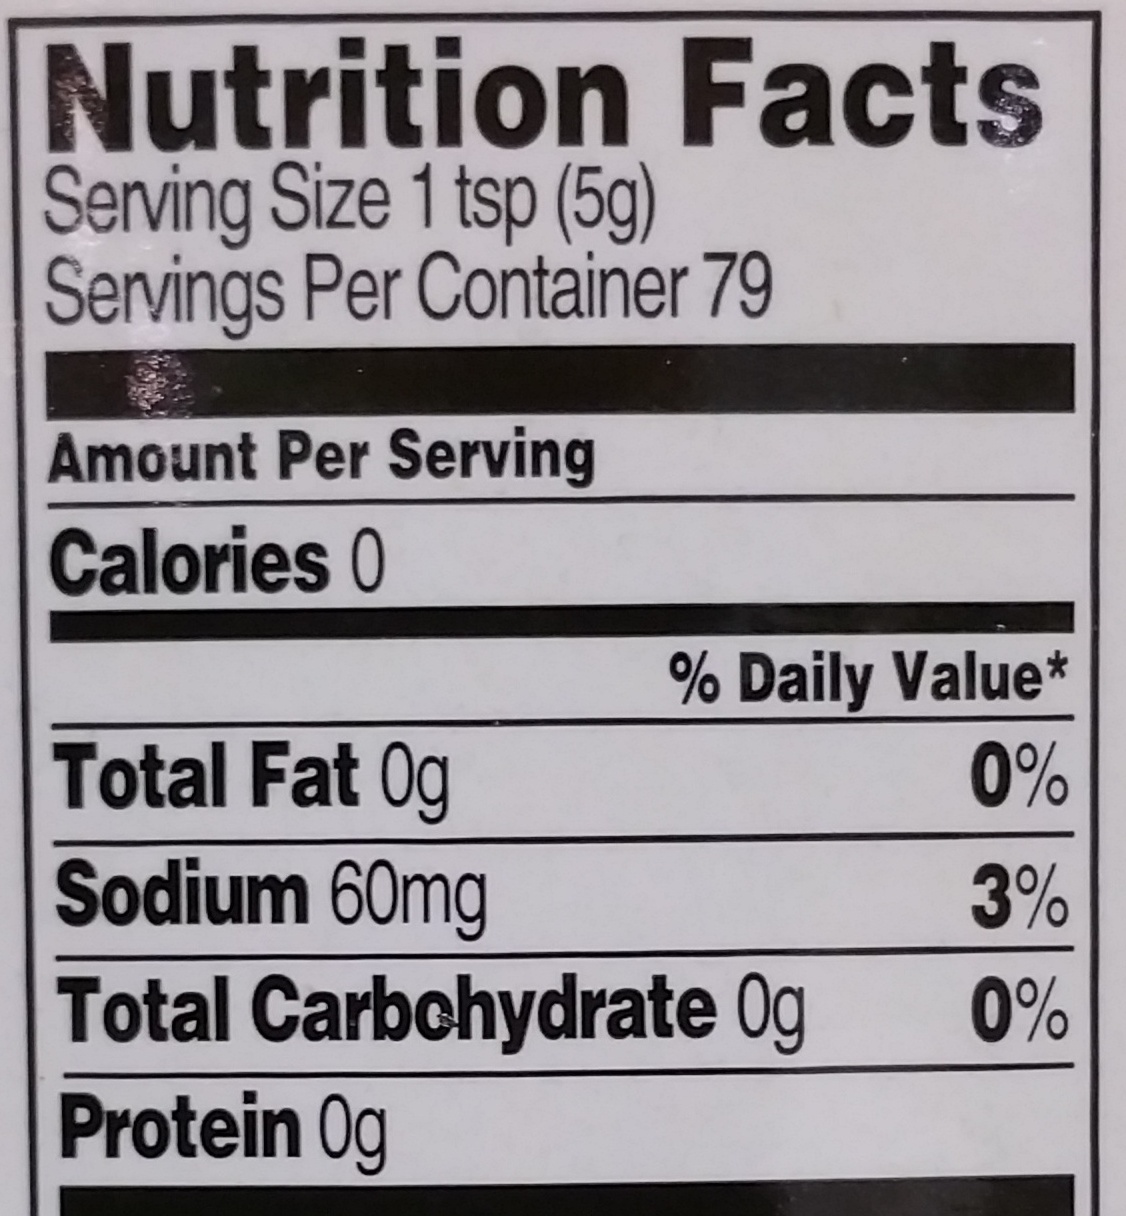 Nutrition Facts
Serving Size 1 tsp (5g)
Servings Per Container 79
Amount Per Serving
Calories 0
% Daily Value*
Total Fat 0g 0%
Sodium 60mg 3%
Total Carbohydrate 0g 0%
Protein 0g